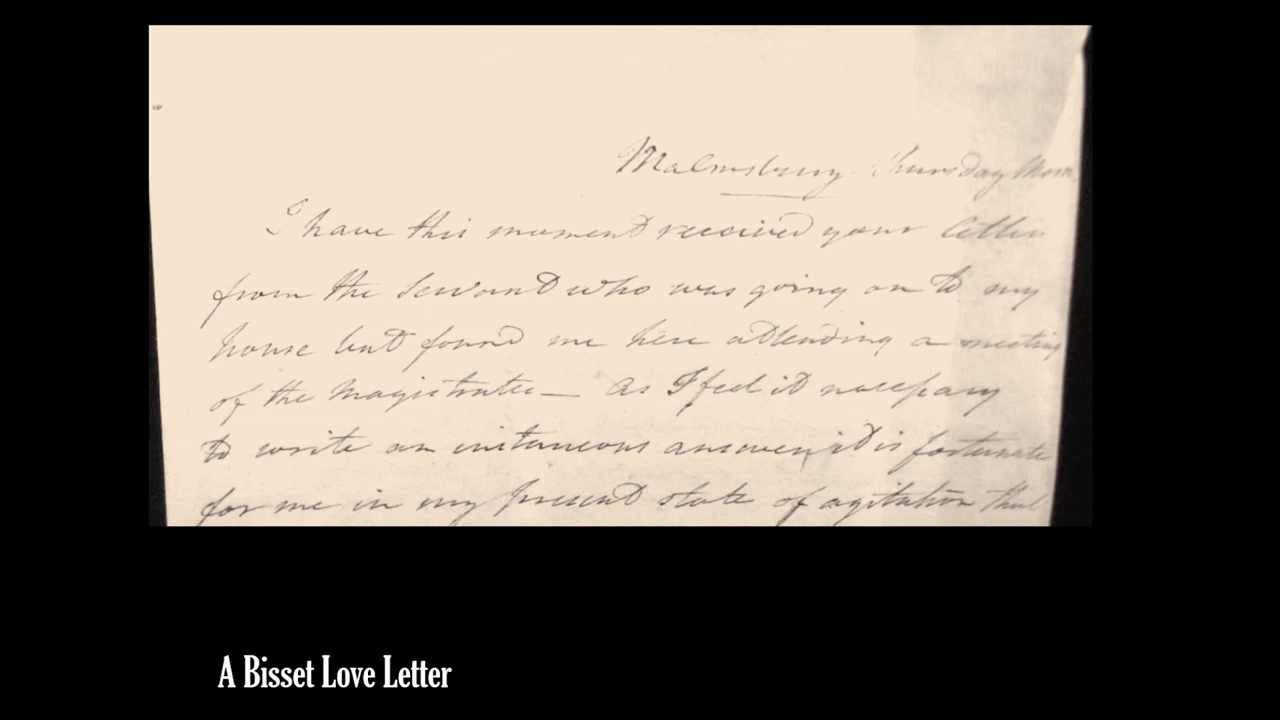 Malmsbury Thursday Morn
I have this moment received your letter
from the Servant who was going on to my
house but found me here attending a meeting
of the Magistrates — As I feel it necessary
to write an instaneous answer, it is fortunate
for me in my present state of agitation that
A Bisset Love Letter